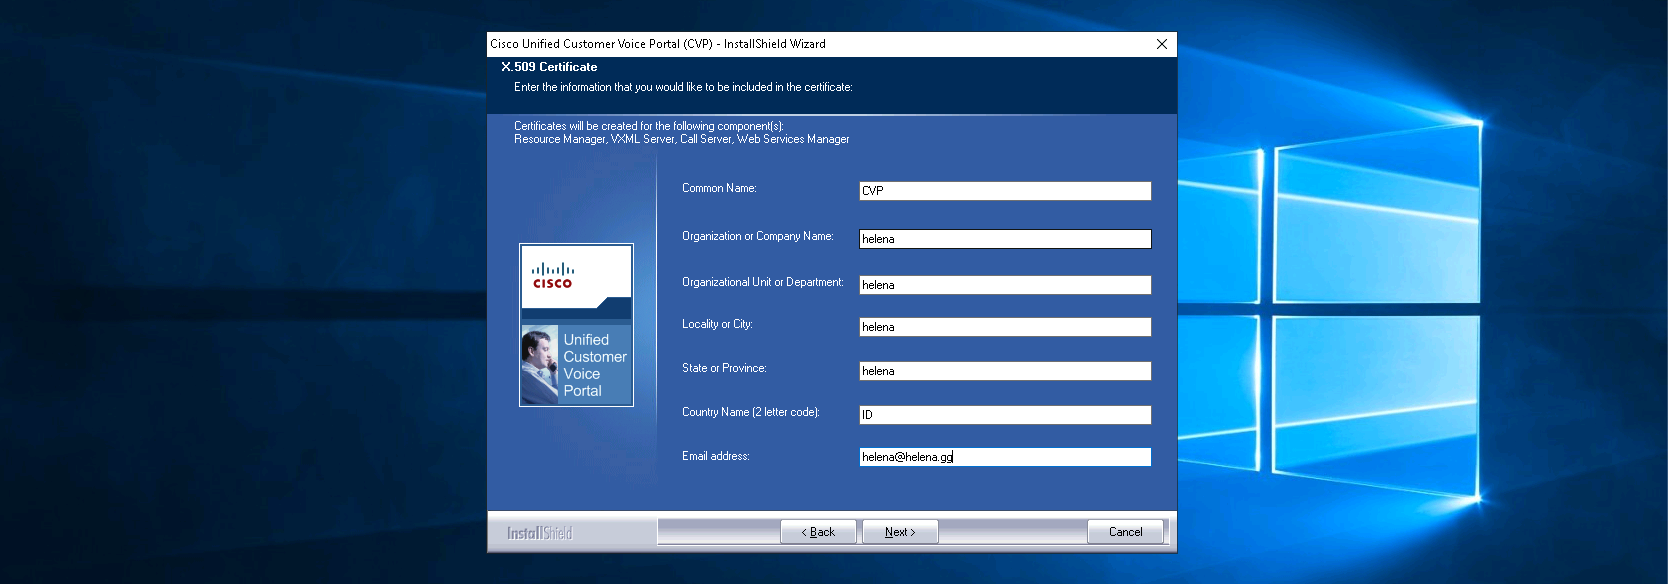 Cisco Unified Customer Voice Portal (CVP) - InstallShield Wizard
X.509 Certificate
Enter the information that you would like to be included in the certificate:
Certificates will be created for the following component(s):
Resource Manager, VXML Server, Call Server, Web Services Manager
Common Name: CVP
Organization or Company Name: helena
Organizational Unit or Department: helena
Locality or City: helena
State or Province: helena
Country Name (2 letter code): ID
Email address: helena@helena.gg
CISCO
Unified
Customer
Voice
Portal
InstallShield
< Back Next > Cancel